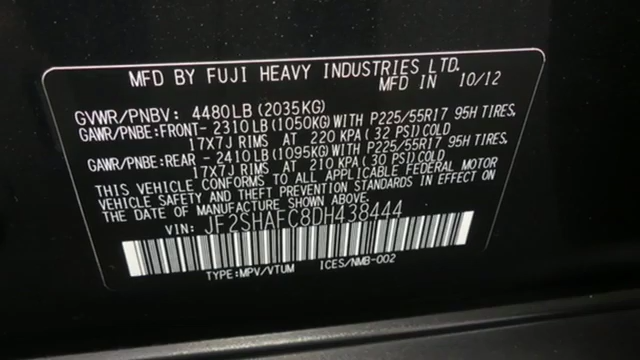 MFD BY FUJI HEAVY INDUSTRIES LTD.
MFD IN 10/12
GVWR/PNBV: 4480LB (2035KG)
GAWR/PNBE: FRONT- 2310LB (1050KG) WITH P225/55R17 95H TIRES,
17X7J RIMS AT 220 KPA (32 PSI) COLD
GAWR/PNBE: REAR - 2410LB (1095KG) WITH P225/55R17 95H TIRES,
17X7J RIMS AT 210 KPA (30 PSI) COLD
THIS VEHICLE CONFORMS TO ALL APPLICABLE FEDERAL MOTOR
VEHICLE SAFETY AND THEFT PREVENTION STANDARDS IN EFFECT ON
THE DATE OF MANUFACTURE SHOWN ABOVE.
VIN: JF2SHAFC8DH438444
TYPE: MPV/VTUM ICES/NMB-002